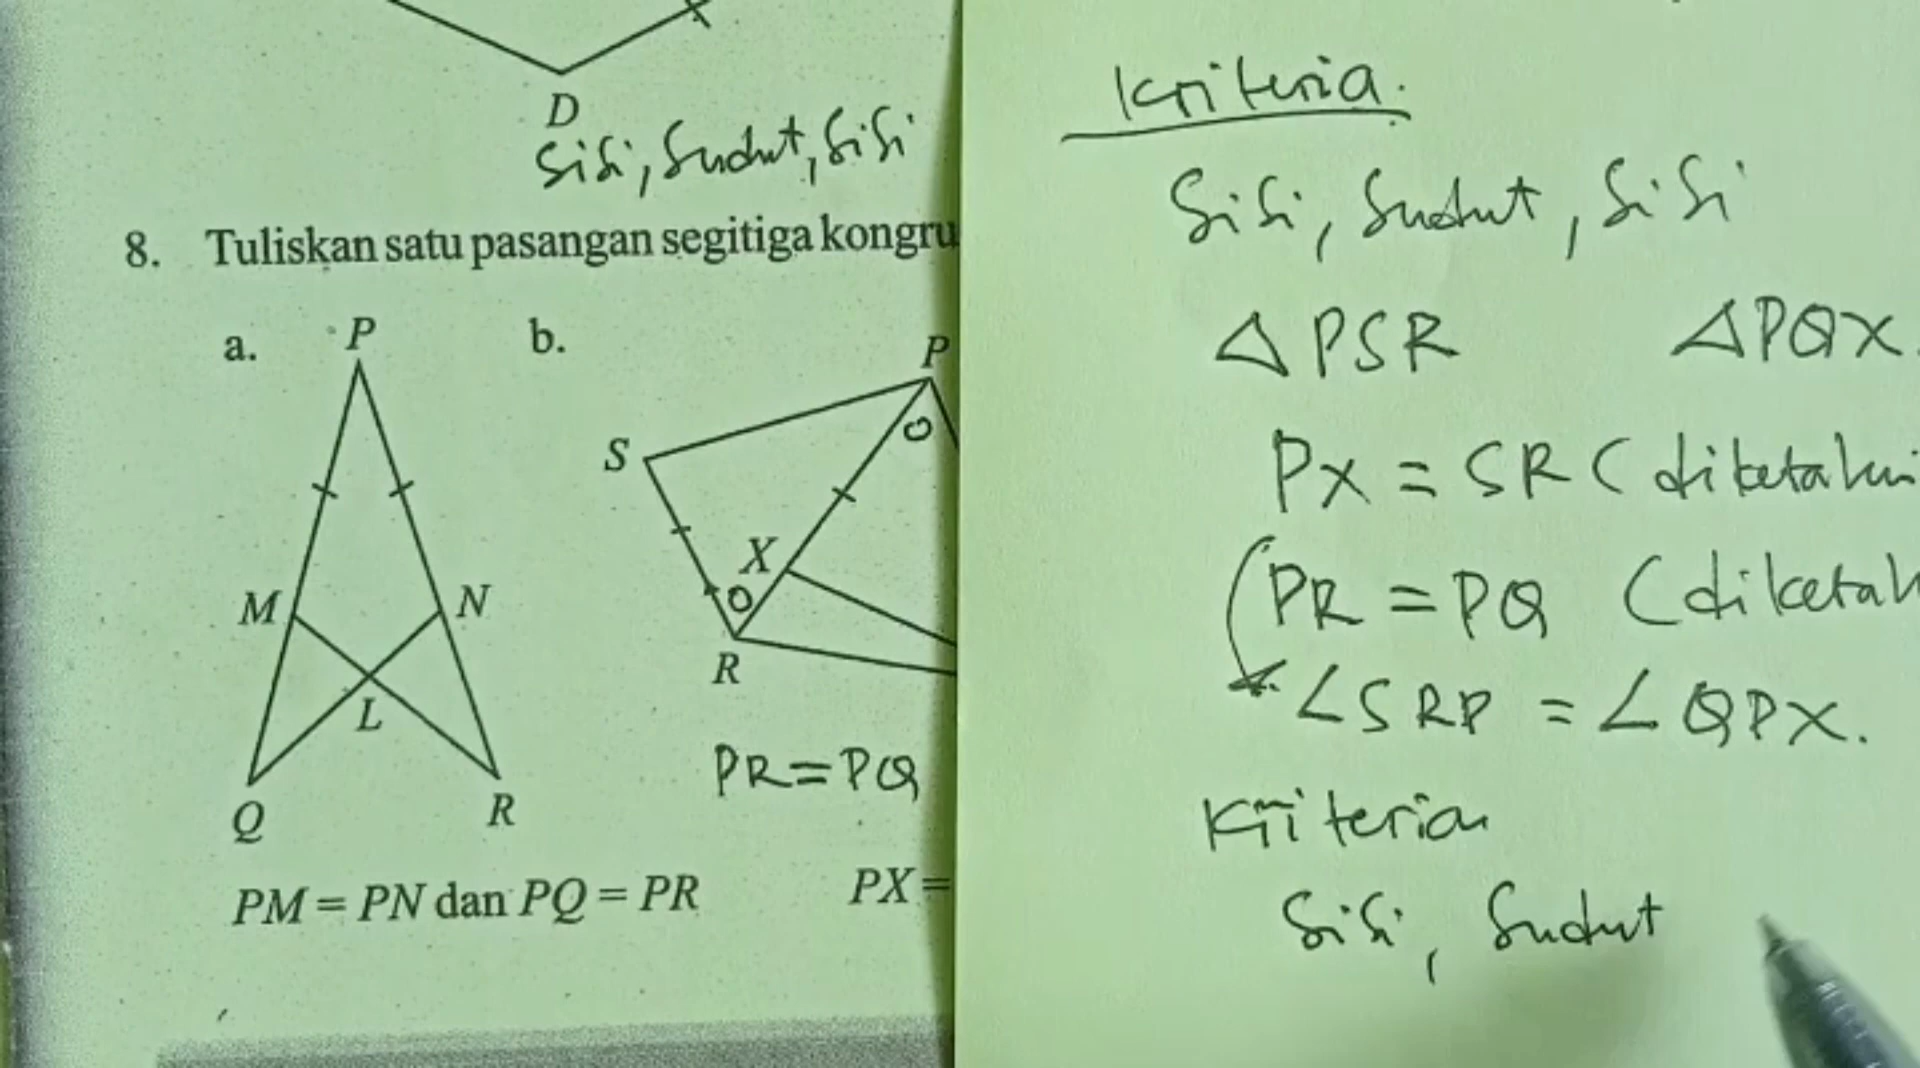 D
Sisi, Sudut, Sisi
8. Tuliskan satu pasangan segitiga kongru
a.
P
M
N
L
Q
R
PM = PN dan PQ = PR
b.
P
S
X
R
PR = PQ
PX =
Kriteria.
Sisi, Sudut, Sisi
△PSR △PQX.
PX = SR (diketahui
PR = PQ (diketah
∠SRP = ∠QPX.
Kriteria
Sisi, Sudut